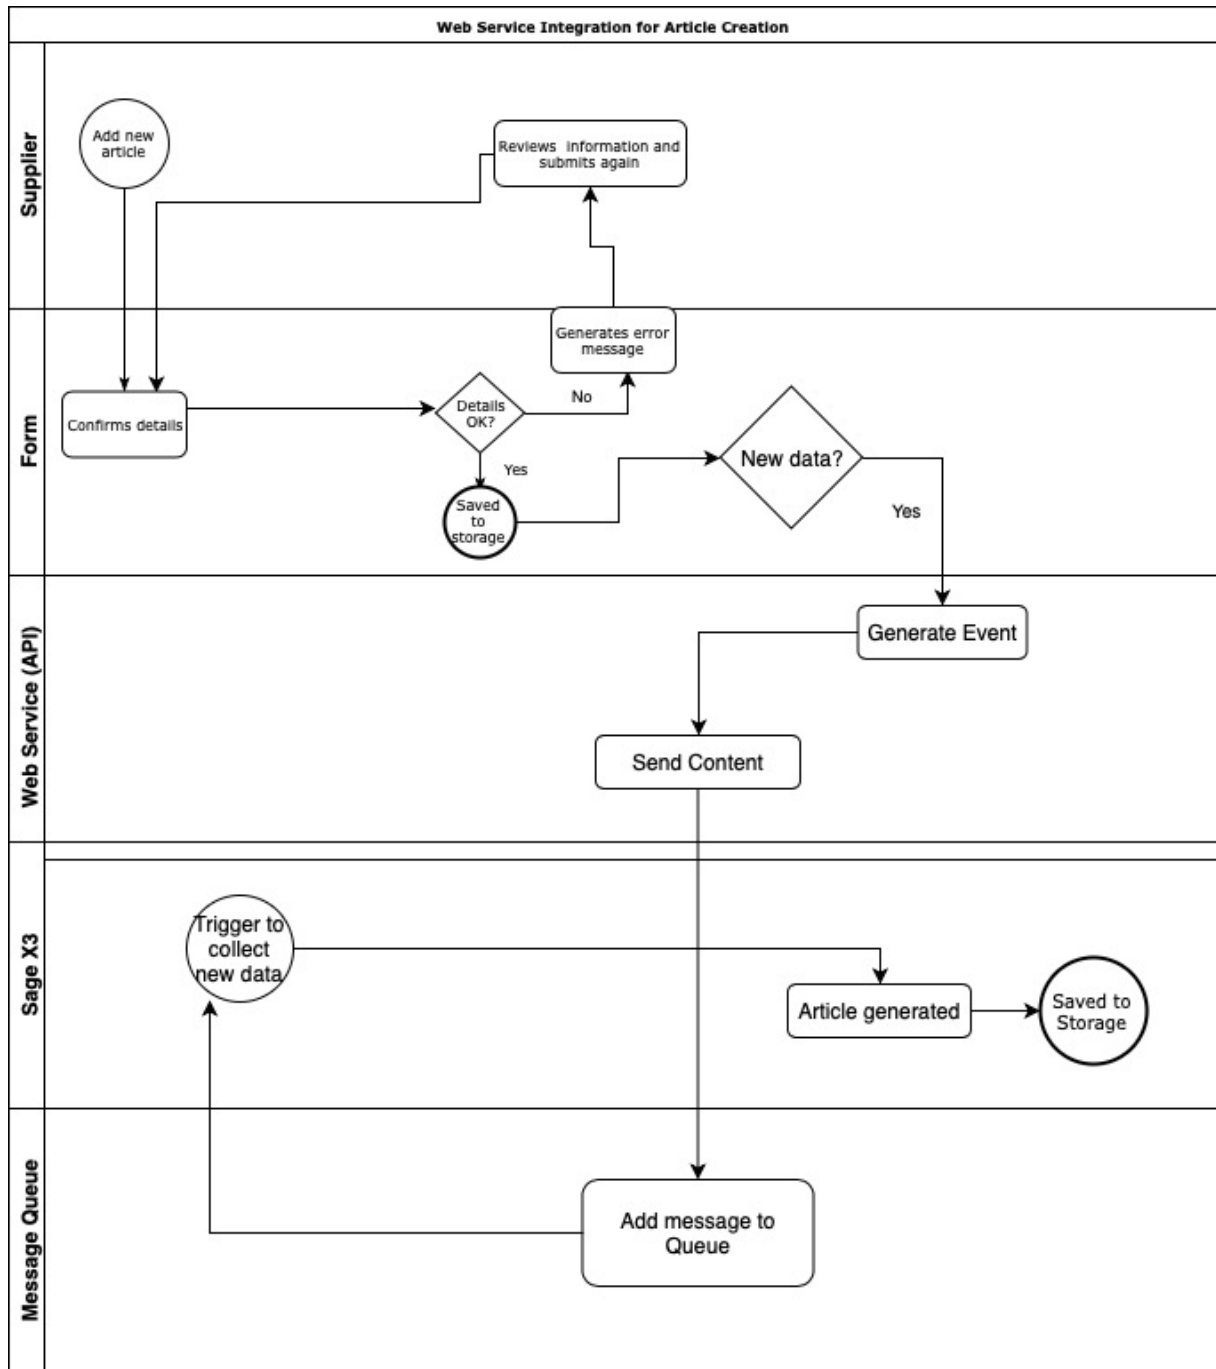 Web Service Integration for Article Creation
Supplier
Add new
article
Reviews  information and
submits again
Form
Generates error
message
Confirms details
Details
OK?
No
Yes
Saved
to
storage
New data?
Yes
Web Service (API)
Generate Event
Send Content
Sage X3
Trigger to
collect
new data
Article generated
Saved to
Storage
Message Queue
Add message to
Queue